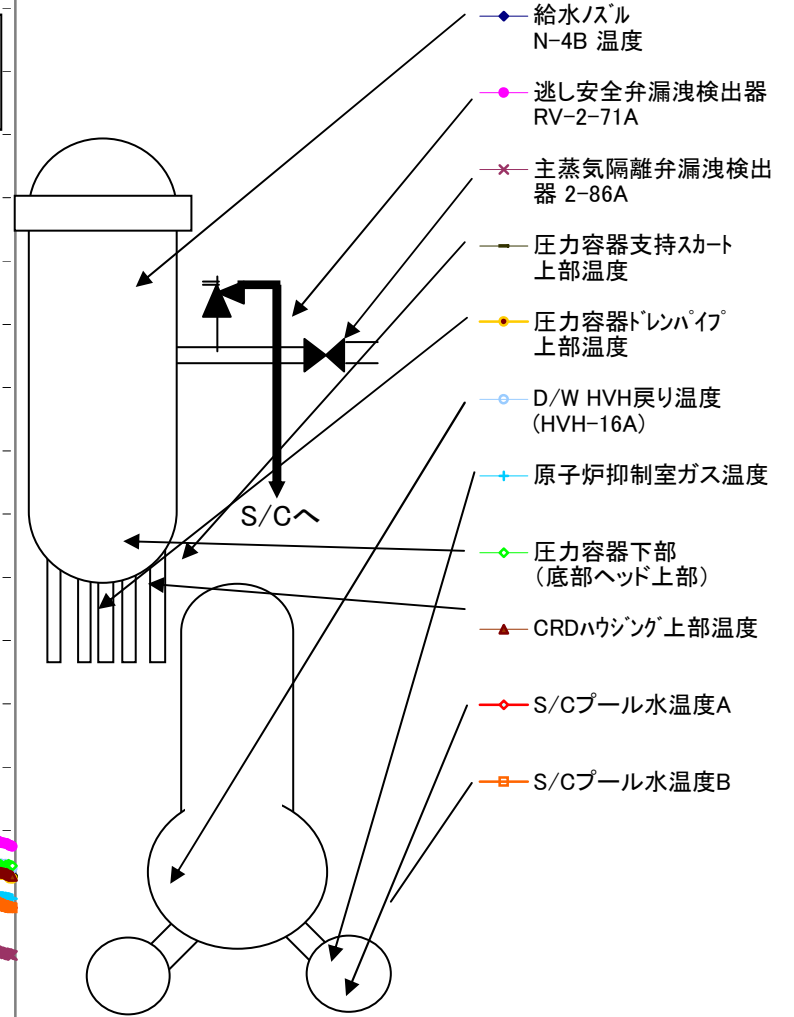 給水ノズル
N-4B 温度
逃し安全弁漏洩検出器
RV-2-71A
主蒸気隔離弁漏洩検出
器 2-86A
圧力容器支持スカート
上部温度
圧力容器ドレンパイプ
上部温度
D/W HVH戻り温度
(HVH-16A)
原子炉抑制室ガス温度
S/Cへ
圧力容器下部
（底部ヘッド上部）
CRDハウジング上部温度
S/Cプール水温度A
S/Cプール水温度B